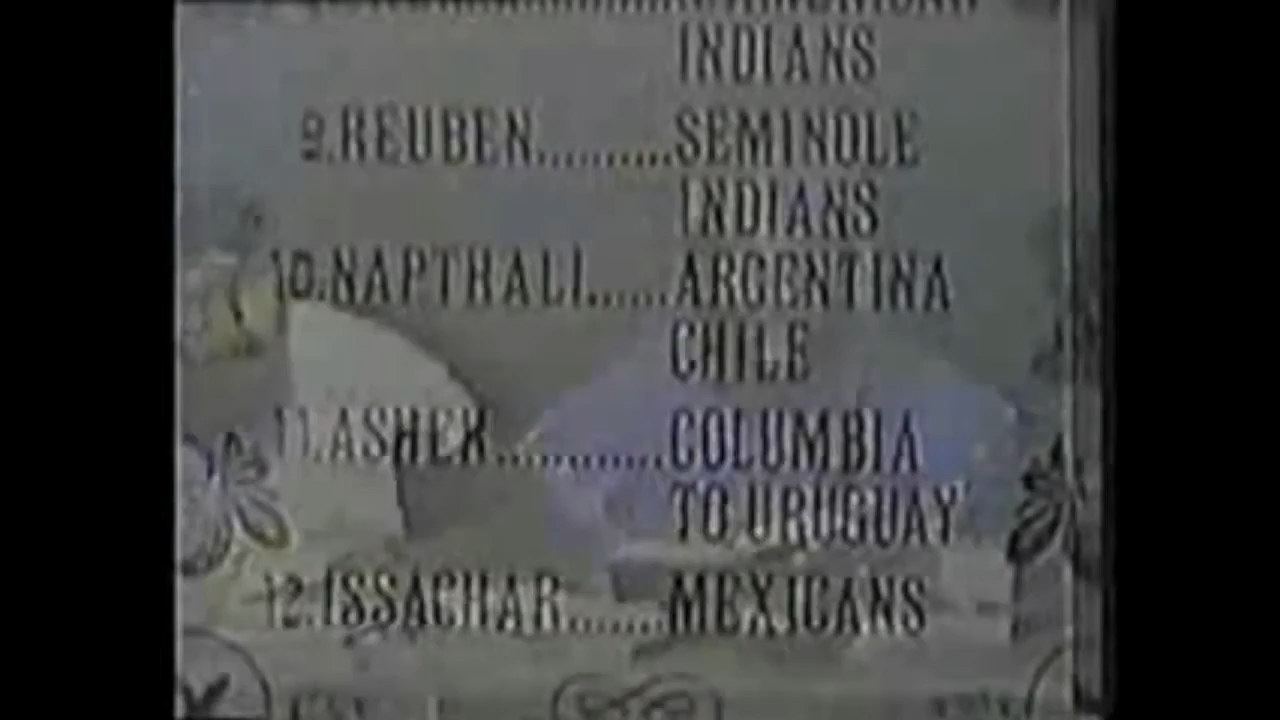 INDIANS
9.REUBEN..........SEMINOLE
INDIANS
10.NAPTHALI......ARGENTINA
CHILE
11.ASHER............COLUMBIA
TO URUGUAY
12.ISSACHAR.......MEXICANS